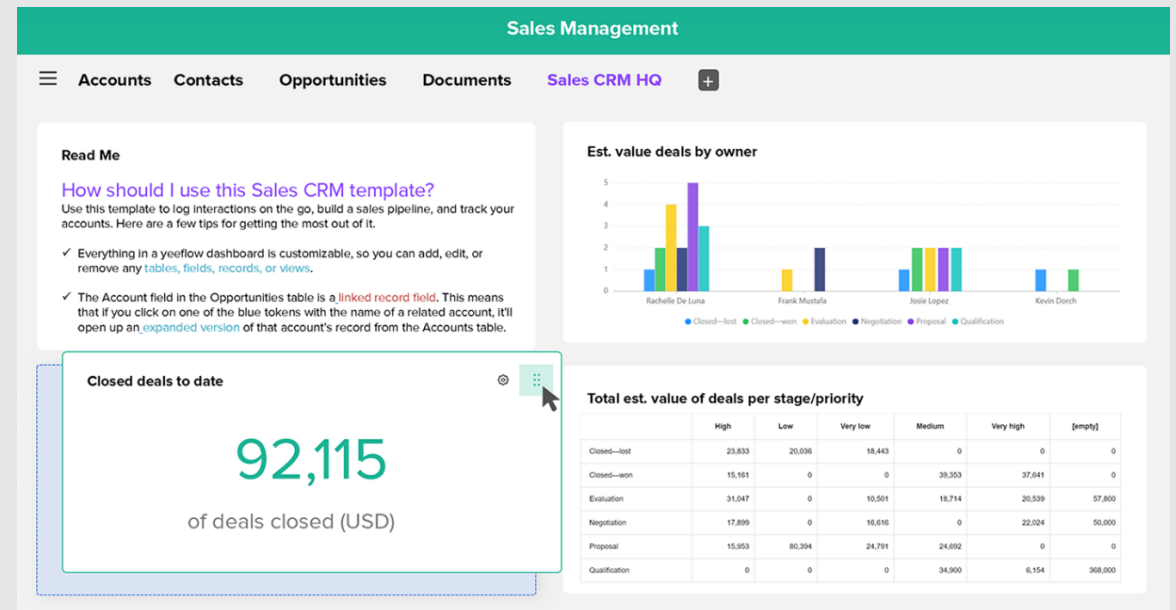 Sales Management
Accounts Contacts Opportunities Documents Sales CRM HQ +
Read Me
How should I use this Sales CRM template?
Use this template to log interactions on the go, build a sales pipeline, and track your
accounts. Here are a few tips for getting the most out of it.
✓ Everything in a yeeflow dashboard is customizable, so you can add, edit, or
remove any tables, fields, records, or views.
✓ The Account field in the Opportunities table is a linked record field. This means
that if you click on one of the blue tokens with the name of a related account, it'll
open up an expanded version of that account's record from the Accounts table.
Est. value deals by owner
5
4
3
2
1
0
Rachelle De Luna Frank Mustafa Josie Lopez Kevin Dorch
Closed—lost Closed—won Evaluation Negotiation Proposal Qualification
Closed deals to date
92,115
of deals closed (USD)
Total est. value of deals per stage/priority
High Low Very low Medium Very high [empty]
Closed—lost 23,833 20,036 18,443 0 0 0
Closed—won 15,161 0 0 39,353 37,641 0
Evaluation 31,047 0 10,501 18,714 20,539 57,800
Negotiation 17,899 0 16,616 0 22,024 50,000
Proposal 15,953 80,394 24,791 24,692 0 0
Qualification 0 0 0 34,900 6,154 368,000